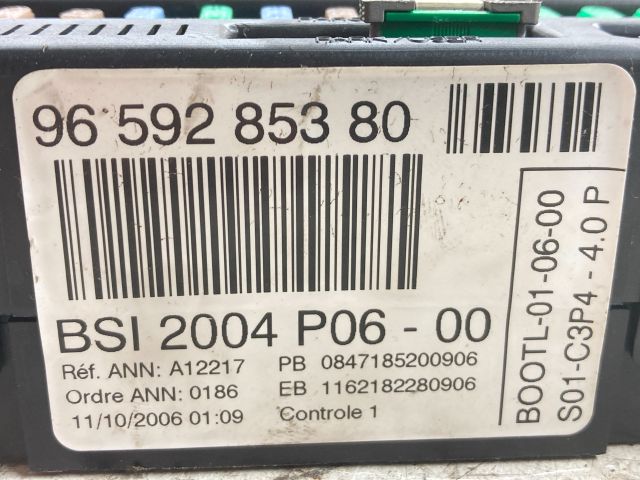 96 592 853 80
BSI 2004 P06 - 00
Réf. ANN: A12217 PB 0847185200906
Ordre ANN: 0186 EB 1162182280906
11/10/2006 01:09 Controle 1
BOOTL-01-06-00
S01-C3P4 - 4.0 P